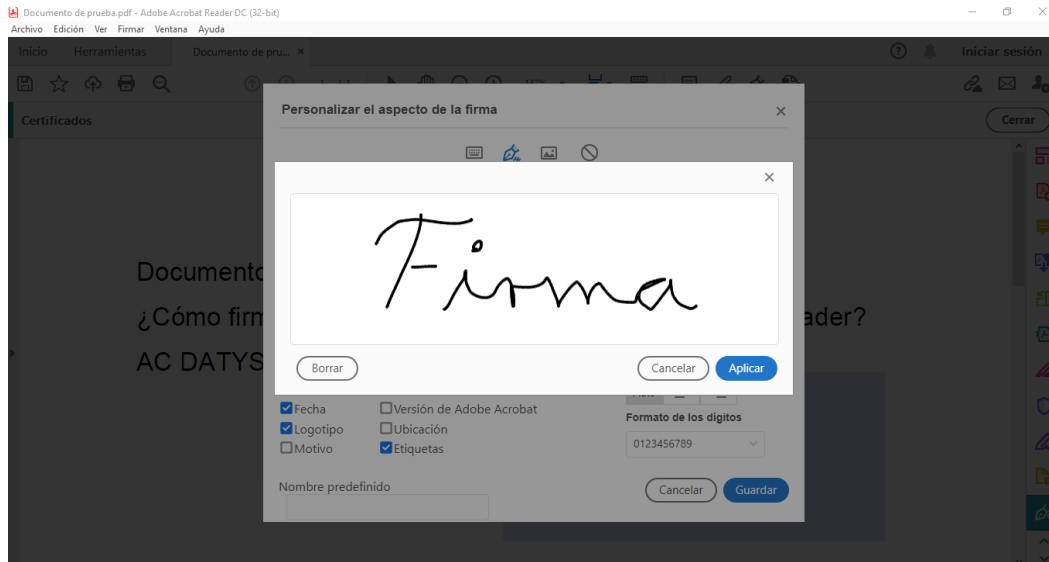 Documento de prueba.pdf - Adobe Acrobat Reader DC (32-bit)
Archivo Edición Ver Firmar Ventana Ayuda
Inicio Herramientas Documento de pru... × Iniciar sesión
Certificados
Cerrar
Personalizar el aspecto de la firma
Firma
Documento
¿Cómo firm
ader?
AC DATYS
Borrar Cancelar Aplicar
Fecha Versión de Adobe Acrobat
Formato de los dígitos
Logotipo Ubicación
0123456789
Motivo Etiquetas
Nombre predefinido
Cancelar Guardar